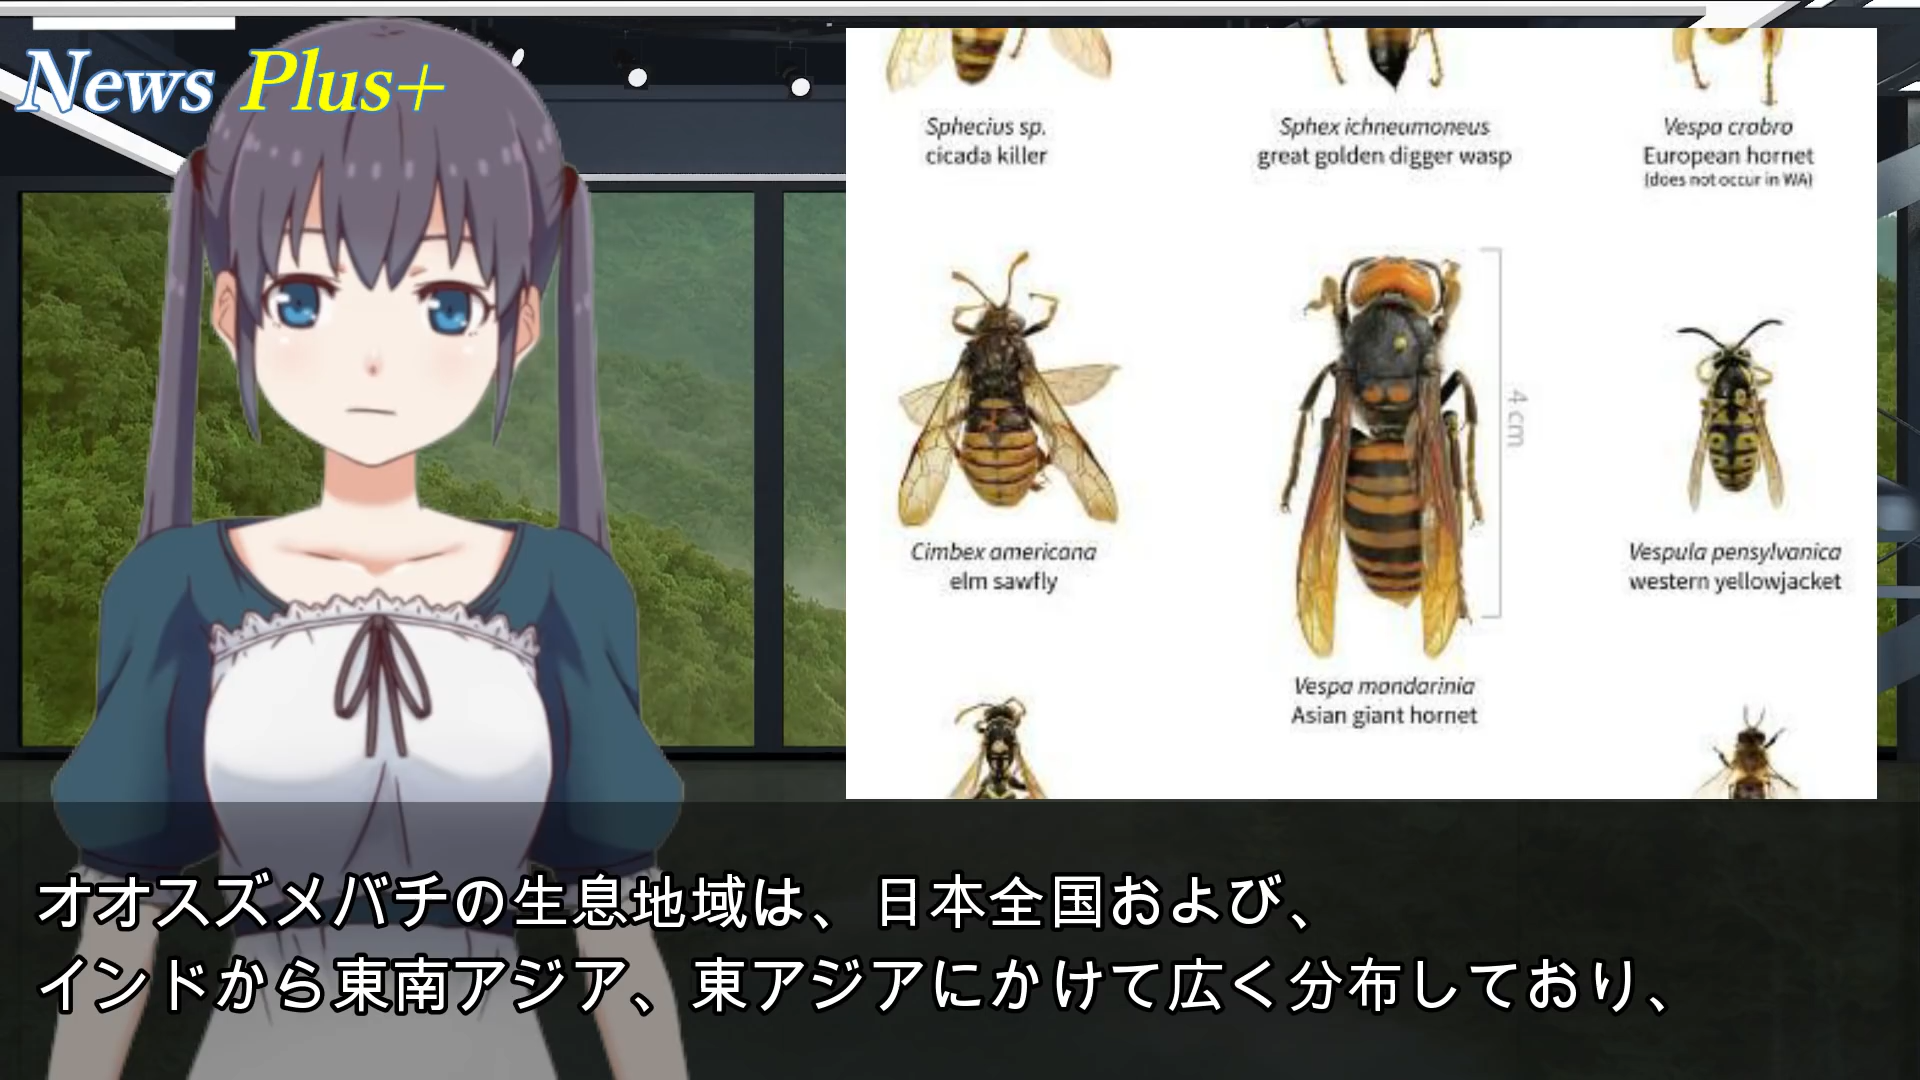 News Plus+
Sphecius sp.
cicada killer
Sphex ichneumoneus
great golden digger wasp
Vespa crabro
European hornet
(does not occur in WA)
4 cm
Cimbex americana
elm sawfly
Vespula pensylvanica
western yellowjacket
Vespa mandarinia
Asian giant hornet
オオスズメバチの生息地域は、日本全国および、
インドから東南アジア、東アジアにかけて広く分布しており、